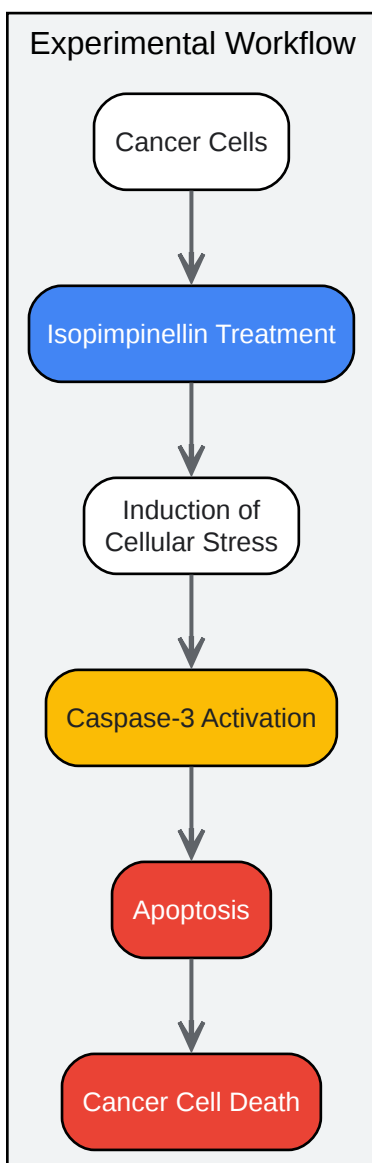 Experimental Workflow
Cancer Cells
Isopimpinellin Treatment
Induction of
Cellular Stress
Caspase-3 Activation
Apoptosis
Cancer Cell Death